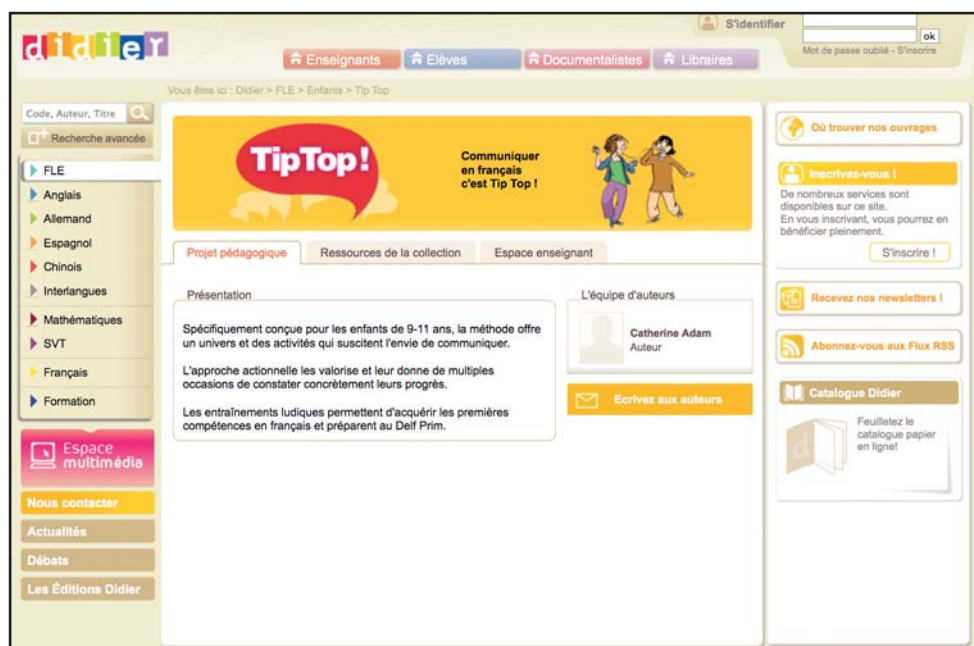 didier
S'identifier
ok
Mot de passe oublié - S'inscrire
Enseignants
Elèves
Documentalistes
Libraires
Vous êtes ici : Didier > FLE > Enfants > Tip Top
Code, Auteur, Titre
Recherche avancée
FLE
Anglais
Allemand
Espagnol
Chinois
Interlangues
Mathématiques
SVT
Français
Formation
Espace
multimédia
Nous contacter
Actualités
Débats
Les Éditions Didier
TipTop!
Communiquer
en français
c'est Tip Top !
Projet pédagogique
Ressources de la collection
Espace enseignant
Présentation
Spécifiquement conçue pour les enfants de 9-11 ans, la méthode offre
un univers et des activités qui suscitent l'envie de communiquer.
L'approche actionnelle les valorise et leur donne de multiples
occasions de constater concrètement leurs progrès.
Les entraînements ludiques permettent d'acquérir les premières
compétences en français et préparent au Delf Prim.
L'équipe d'auteurs
Catherine Adam
Auteur
Ecrivez aux auteurs
Où trouver nos ouvrages
Inscrivez-vous !
De nombreux services sont
disponibles sur ce site.
En vous inscrivant, vous pourrez en
bénéficier pleinement.
S'inscrire !
Recevez nos newsletters !
Abonnez-vous aux Flux RSS
Catalogue Didier
Feuilletez le
catalogue papier
en ligne!
d